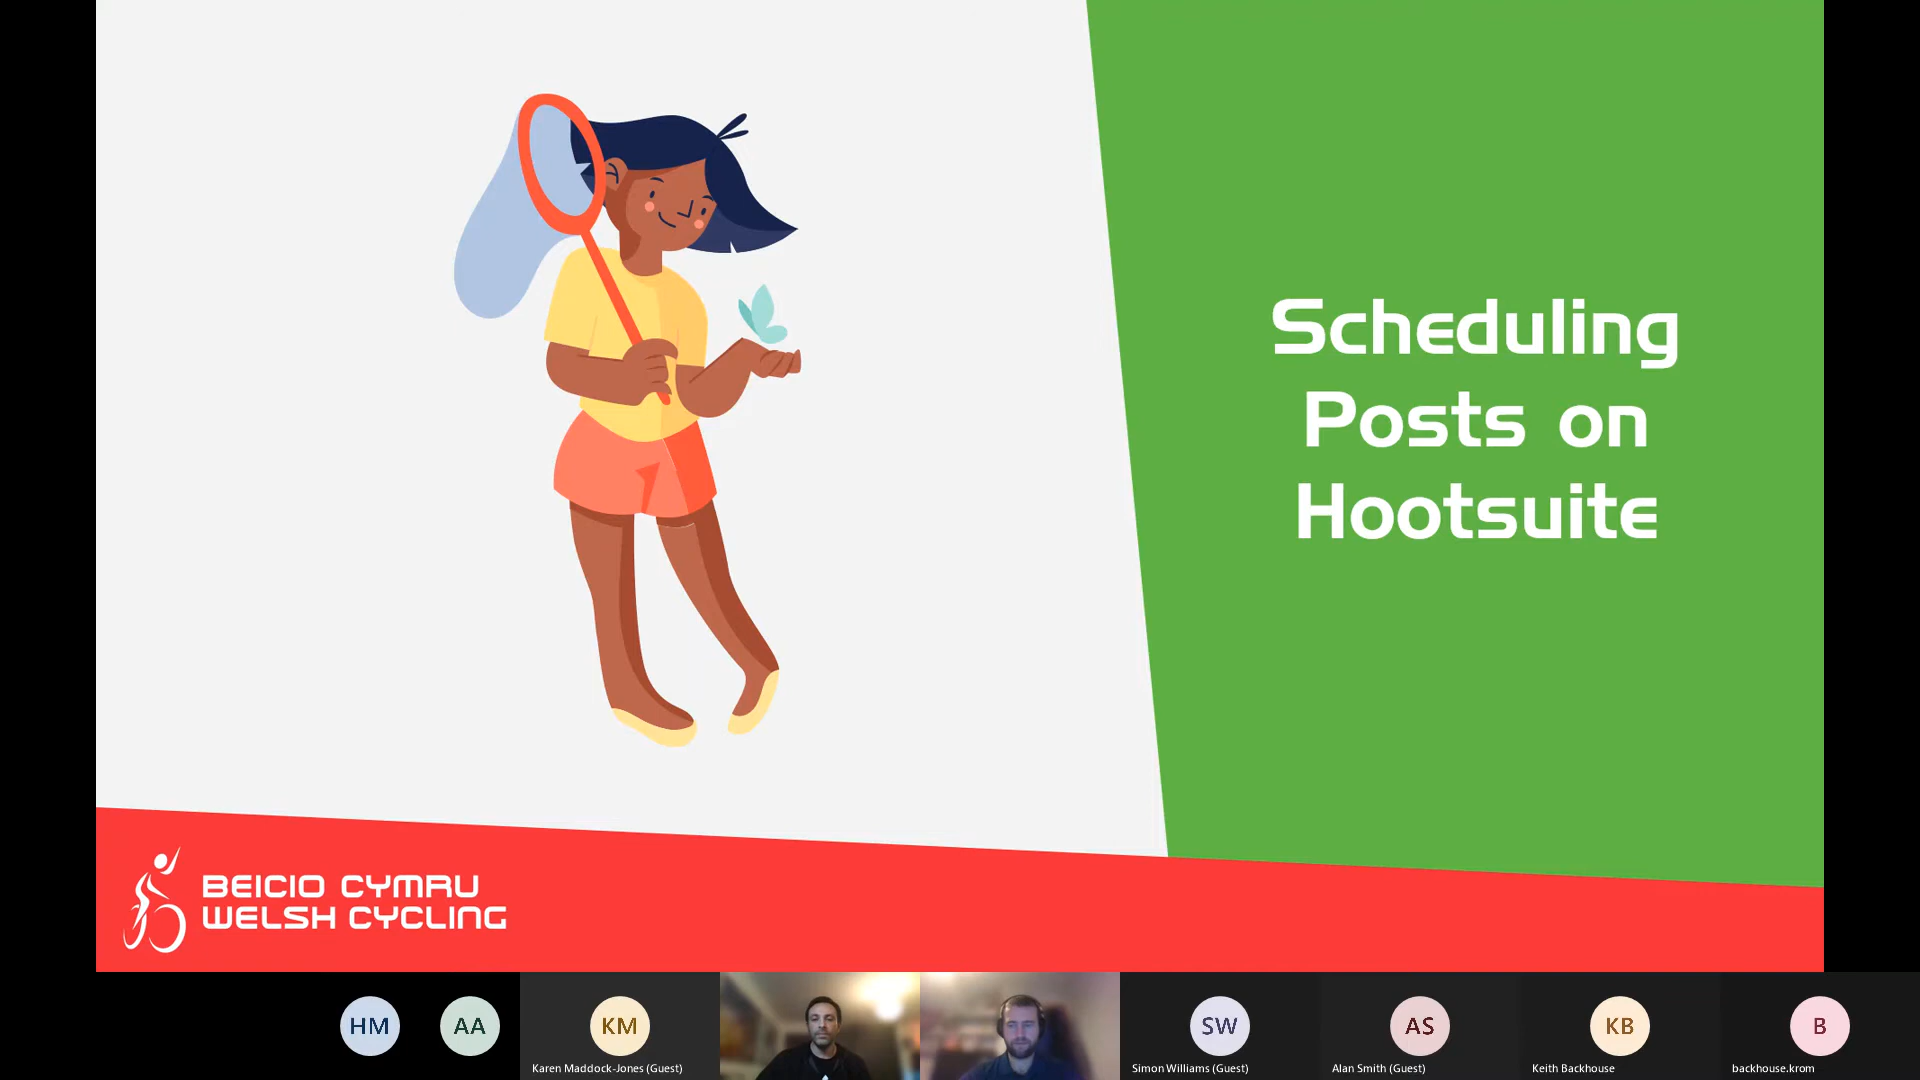 Scheduling
Posts on
Hootsuite
BEICIO CYMRU
WELSH CYCLING
HM
AA
KM
SW
AS
KB
B
Karen Maddock-Jones (Guest)
Simon Williams (Guest)
Alan Smith (Guest)
Keith Backhouse
backhouse.krom